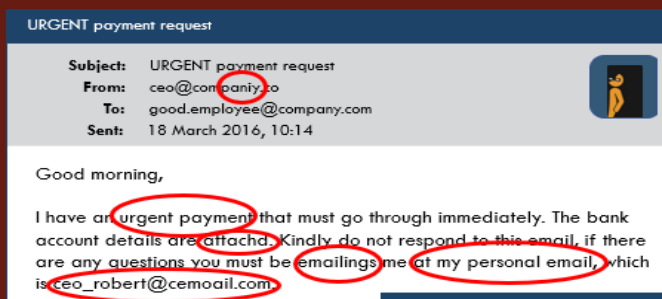 URGENT payment request
Subject: URGENT payment request
From: ceo@companiy.co
To: good.employee@company.com
Sent: 18 March 2016, 10:14
Good morning,
I have an urgent payment that must go through immediately. The bank
account details are attachd. Kindly do not respond to this email, if there
are any questions you must be emailings me at my personal email, which
is ceo_robert@cemoail.com.